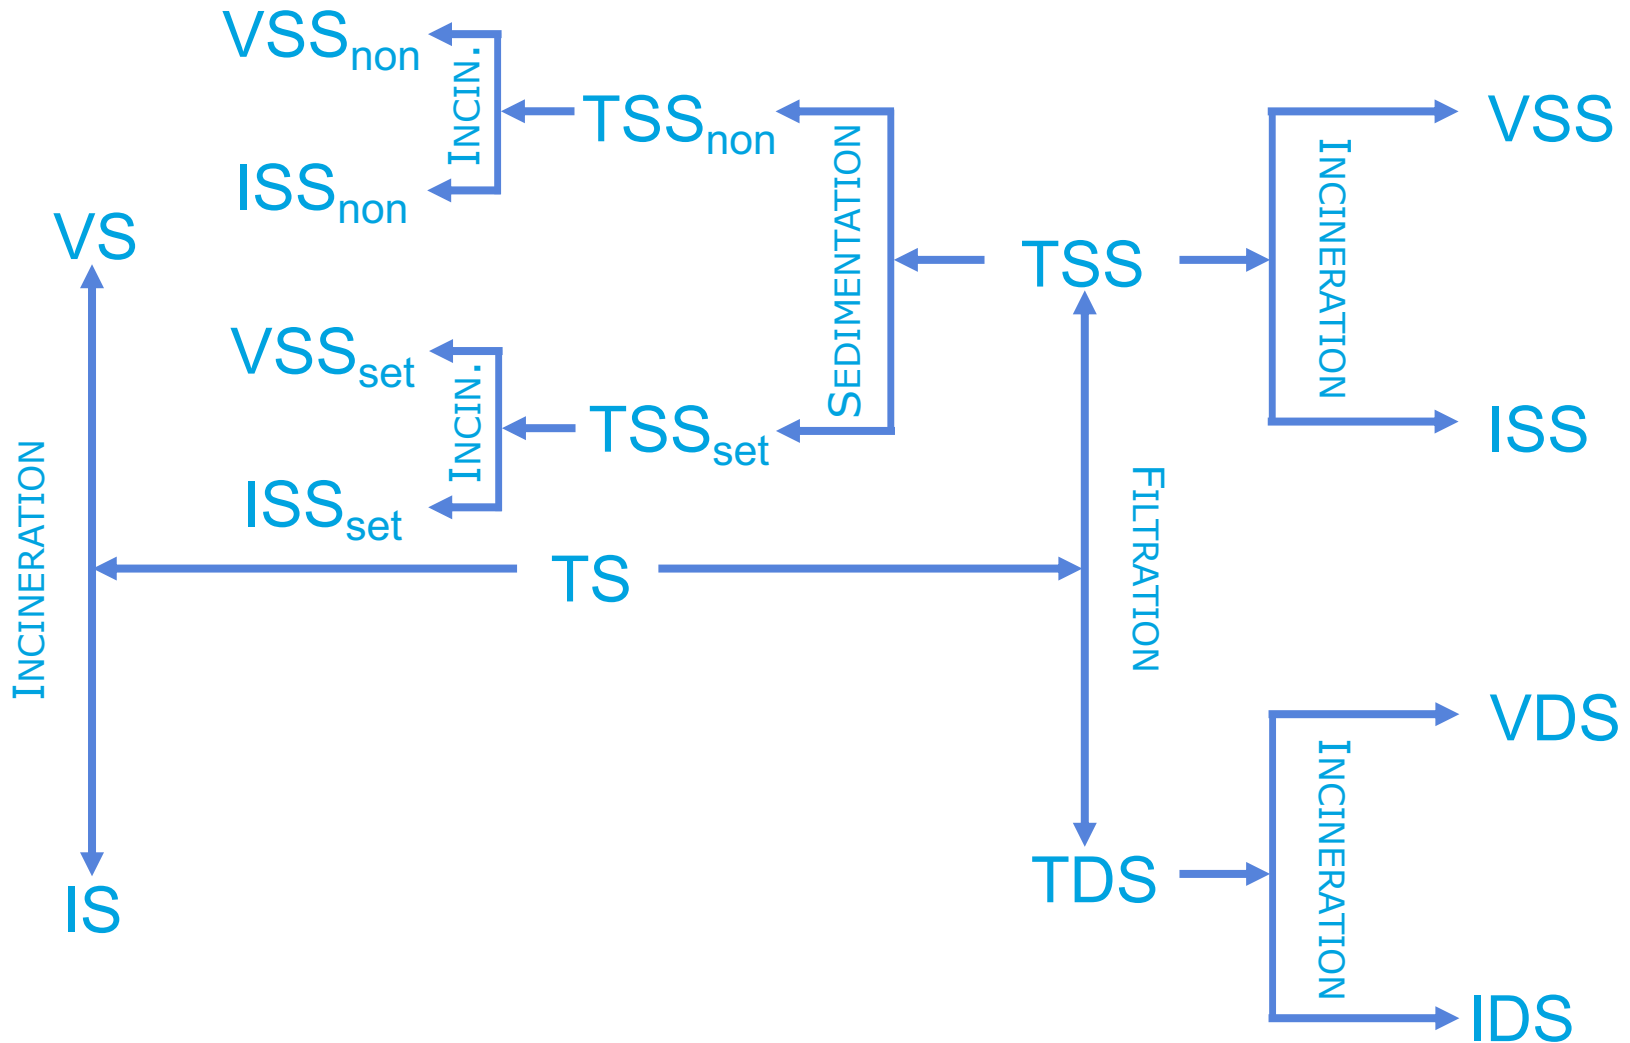 VSSnon
INCIN.
TSSnon
ISSnon
VS
SEDIMENTATION
TSS
INCINERATION
VSS
ISS
VSSset
INCIN.
TSSset
ISSset
INCINERATION
TS
FILTRATION
IS
TDS
INCINERATION
VDS
IDS